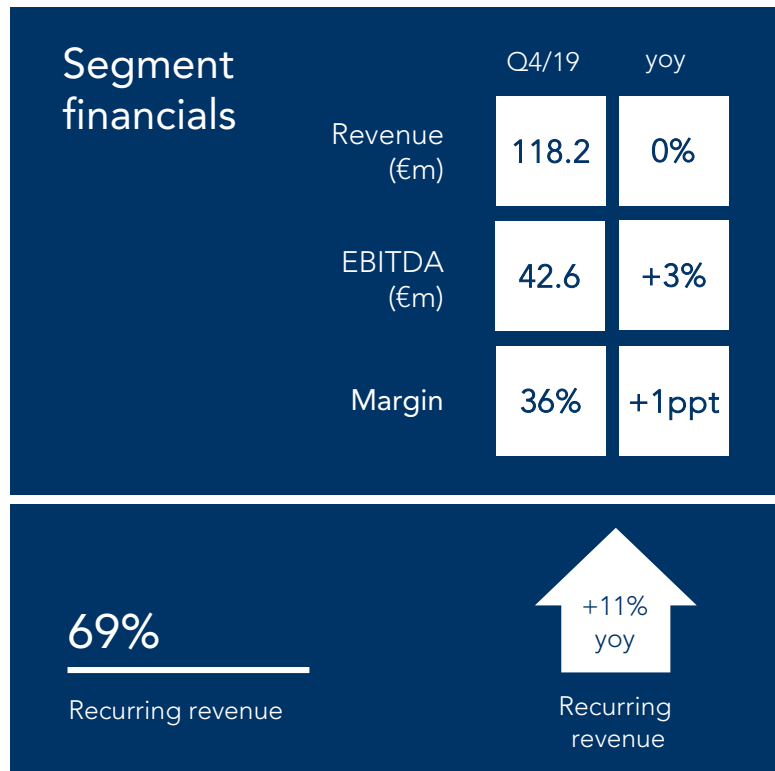 Segment
financials
Q4/19 yoy
Revenue
(€m)
118.2 0%
EBITDA
(€m)
42.6 +3%
Margin 36% +1ppt
69%
Recurring revenue
+11%
yoy
Recurring
revenue